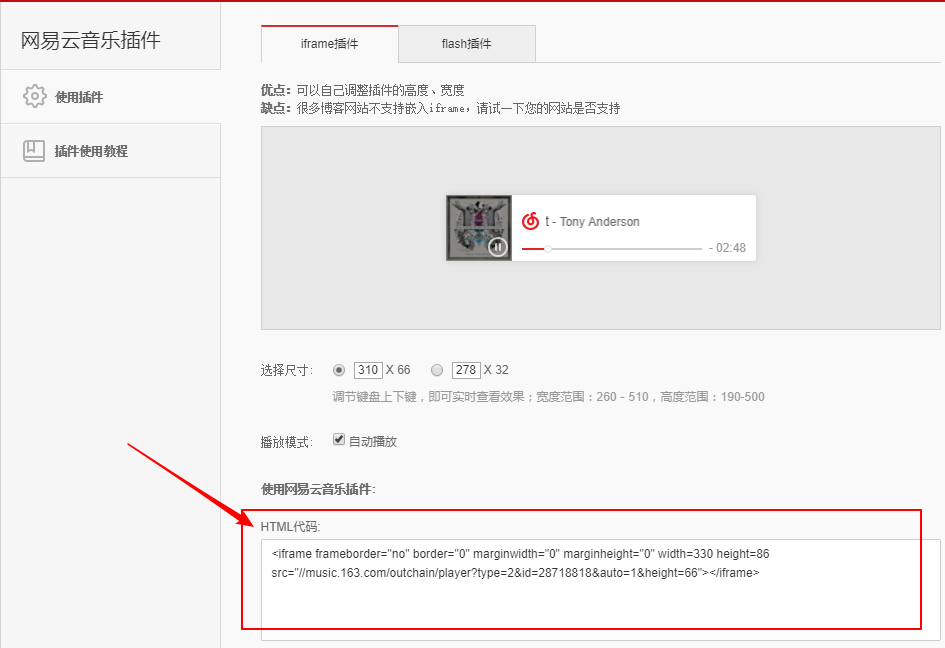 网易云音乐插件
使用插件
插件使用教程
iframe插件 flash插件
优点：可以自己调整插件的高度、宽度
缺点：很多博客网站不支持嵌入iframe，请试一下您的网站是否支持
t - Tony Anderson
- 02:48
选择尺寸： 310 X 66 278 X 32
调节键盘上下键，即可实时查看效果；宽度范围：260 - 510，高度范围：190-500
播放模式： 自动播放
使用网易云音乐插件：
HTML代码:
<iframe frameborder="no" border="0" marginwidth="0" marginheight="0" width=330 height=86
src="//music.163.com/outchain/player?type=2&id=28718818&auto=1&height=66"></iframe>